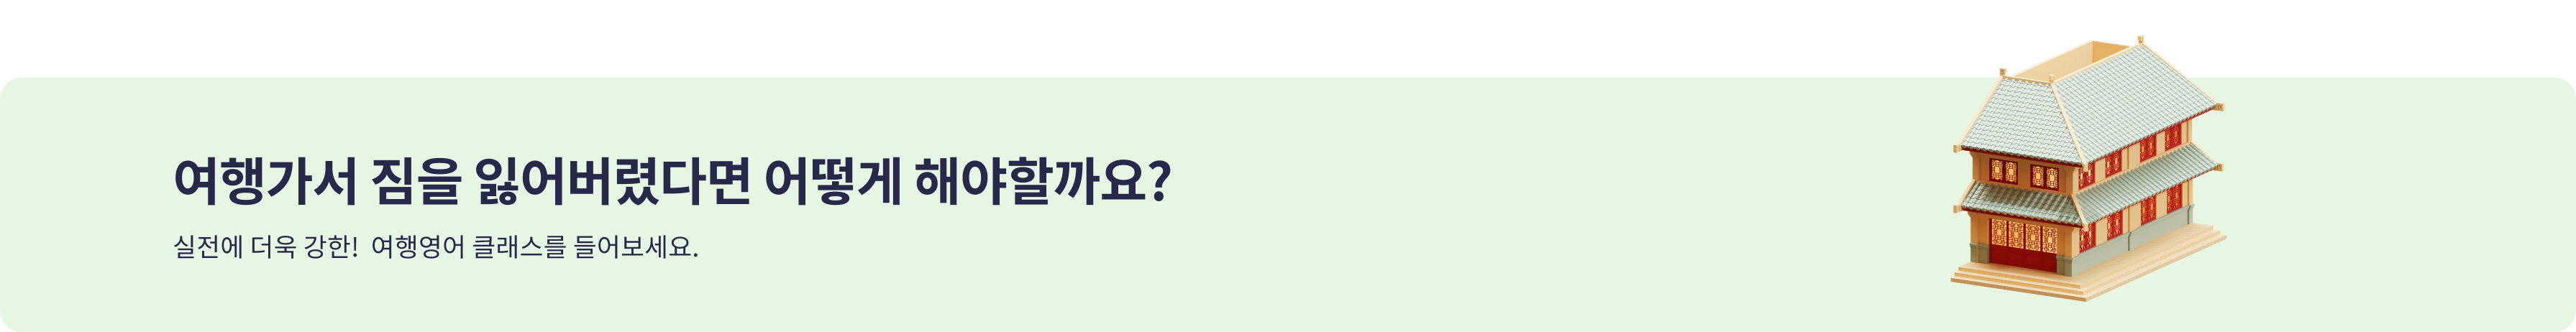 여행가서 짐을 잃어버렸다면 어떻게 해야할까요?
실전에 더욱 강한! 여행영어 클래스를 들어보세요.